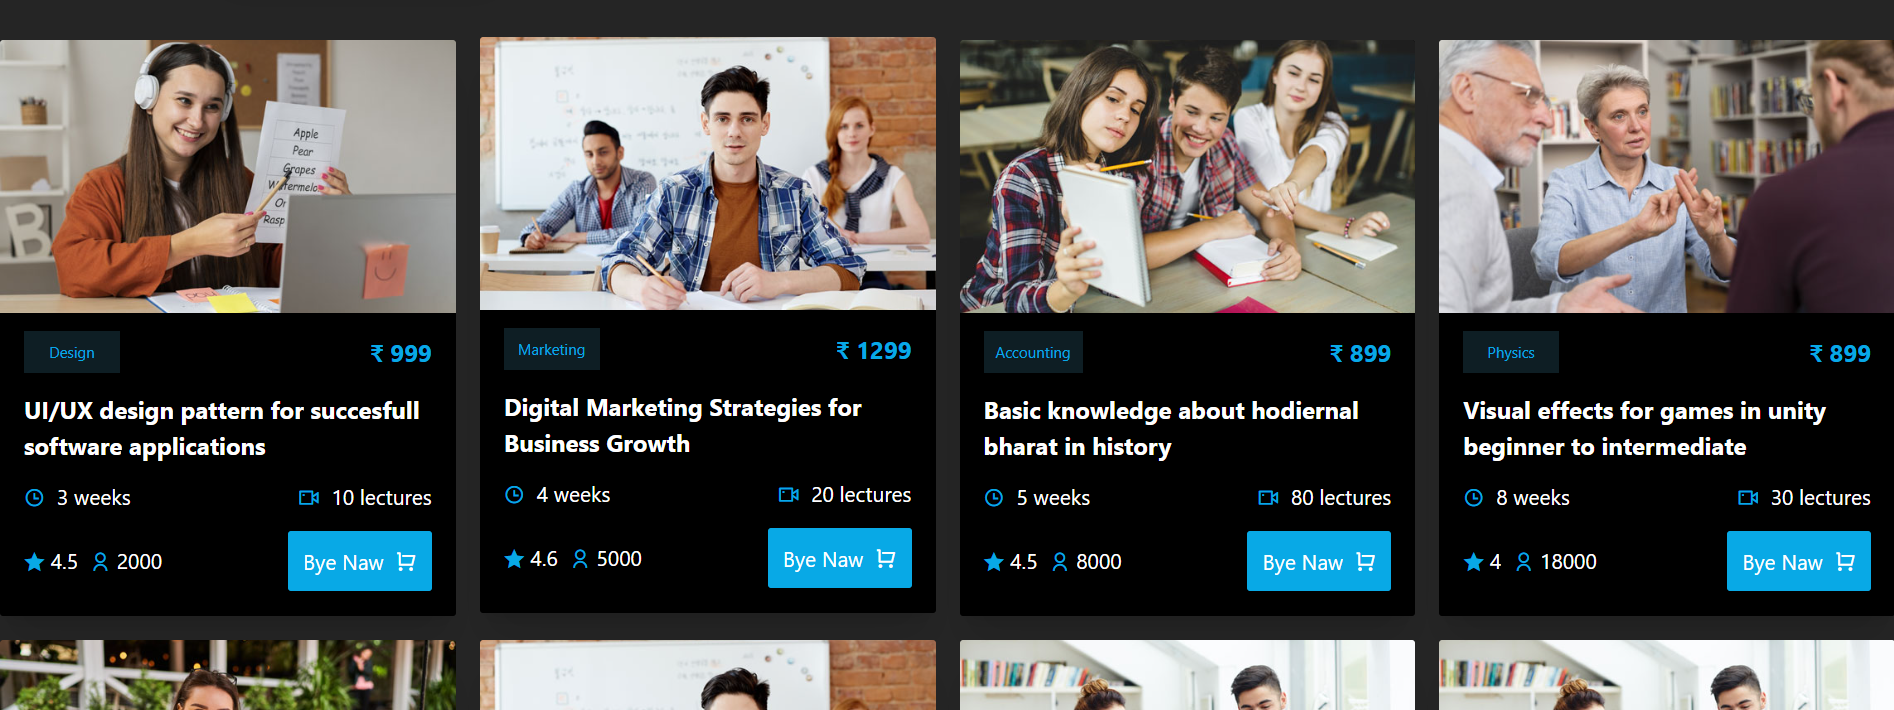 Apple
Pear
Grapes
Or
Rasp
Design
₹ 999
UI/UX design pattern for succesfull
software applications
3 weeks
10 lectures
4.5
2000
Bye Naw
Marketing
₹ 1299
Digital Marketing Strategies for
Business Growth
4 weeks
20 lectures
4.6
5000
Bye Naw
Accounting
₹ 899
Basic knowledge about hodiernal
bharat in history
5 weeks
80 lectures
4.5
8000
Bye Naw
Physics
₹ 899
Visual effects for games in unity
beginner to intermediate
8 weeks
30 lectures
4
18000
Bye Naw